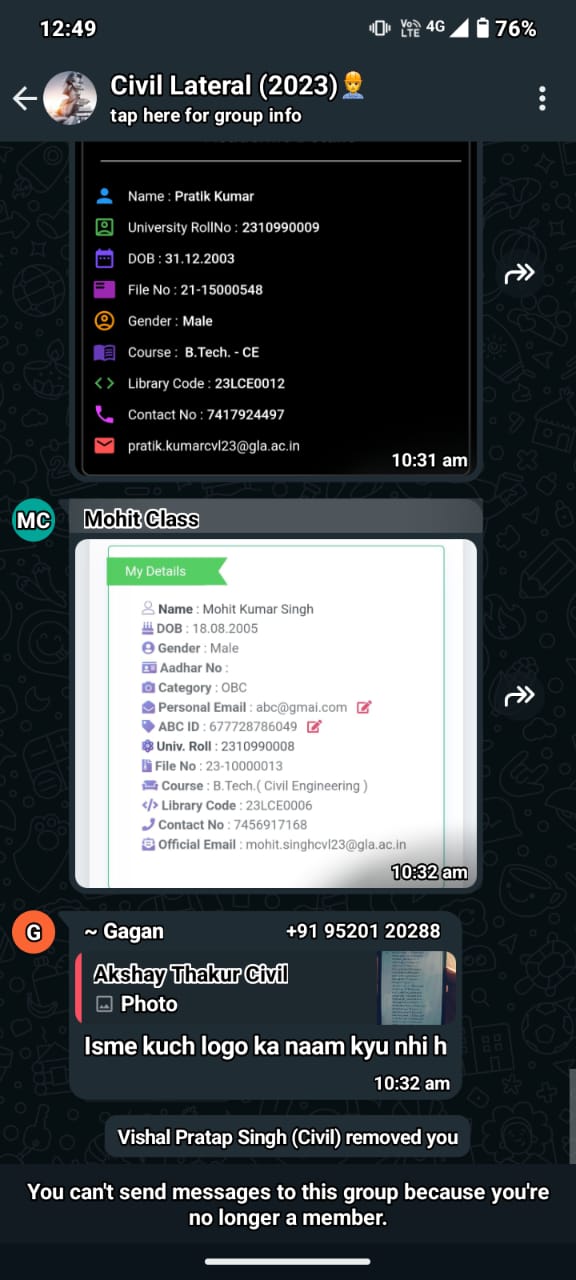 12:49
Vo)) LTE 4G 76%
Civil Lateral (2023)👷
tap here for group info
Name : Pratik Kumar
University RollNo : 2310990009
DOB : 31.12.2003
File No : 21-15000548
Gender : Male
Course : B.Tech. - CE
Library Code : 23LCE0012
Contact No : 7417924497
pratik.kumarcvl23@gla.ac.in
10:31 am
MC
Mohit Class
My Details
Name : Mohit Kumar Singh
DOB : 18.08.2005
Gender : Male
Aadhar No :
Category : OBC
Personal Email : abc@gmai.com
ABC ID : 677728786049
Univ. Roll : 2310990008
File No : 23-10000013
Course : B.Tech.( Civil Engineering )
Library Code : 23LCE0006
Contact No : 7456917168
Official Email : mohit.singhcvl23@gla.ac.in
10:32 am
G
~ Gagan +91 95201 20288
Akshay Thakur Civil
Photo
Isme kuch logo ka naam kyu nhi h
10:32 am
Vishal Pratap Singh (Civil) removed you
You can't send messages to this group because you're
no longer a member.